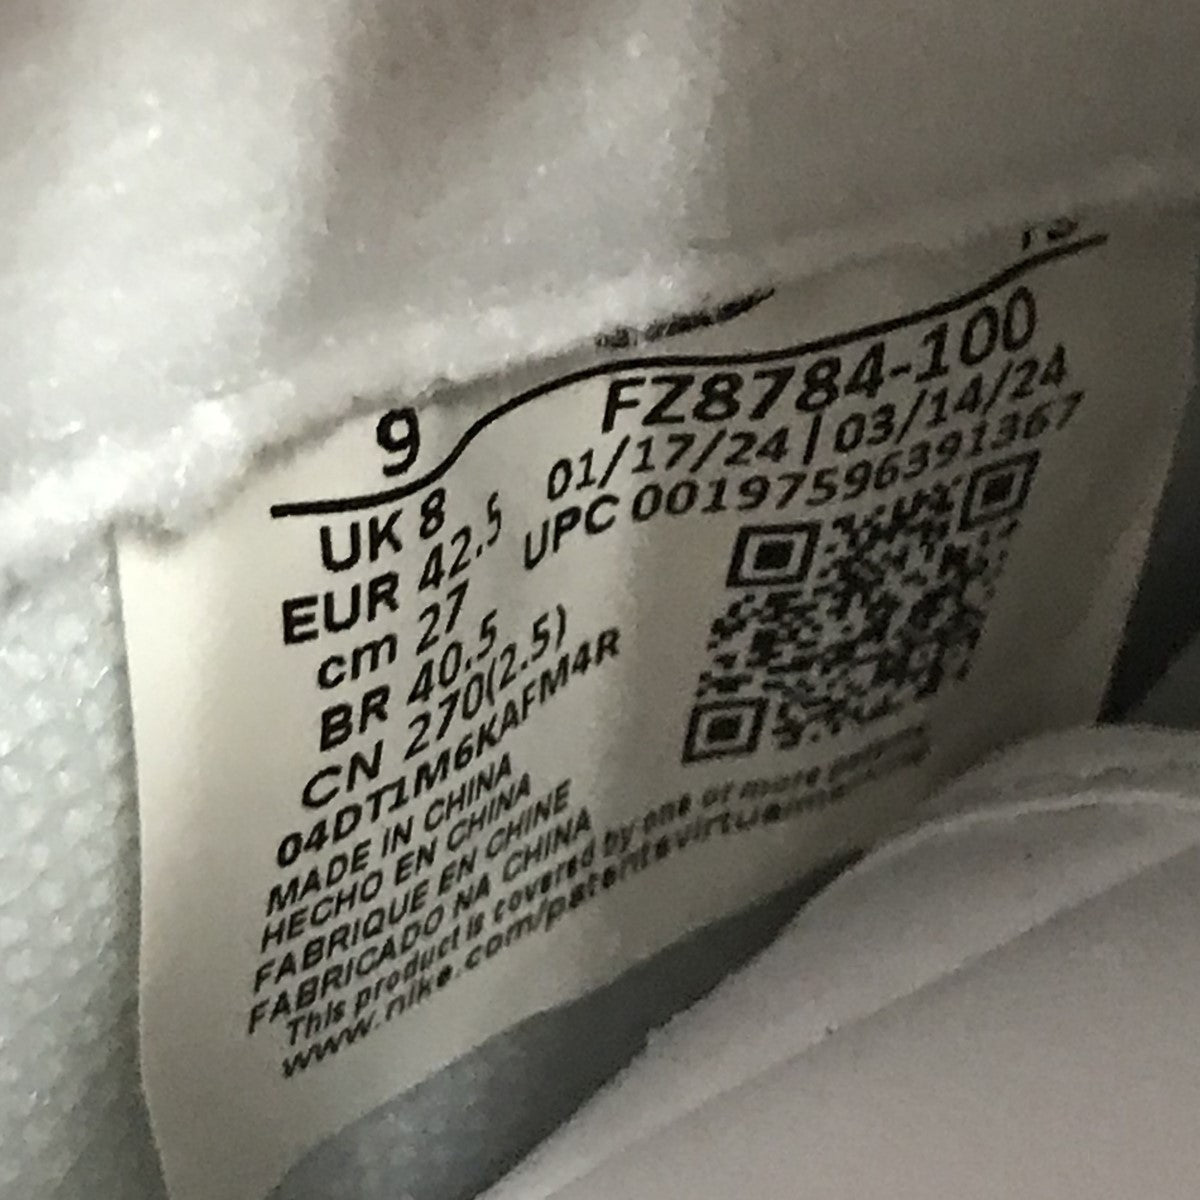 9
FZ8784-100
UK 8
01/17/24 | 03/14/24
EUR 42.5
UPC 00197596391367
cm 27
BR 40.5
CN 270(2.5)
04DT1M6KAFM4R
MADE IN CHINA
HECHO EN CHINA
FABRIQUE EN CHINE
FABRICADO NA CHINA
This product is covered by one or more
www.nike.com/patentsvirtualmarking